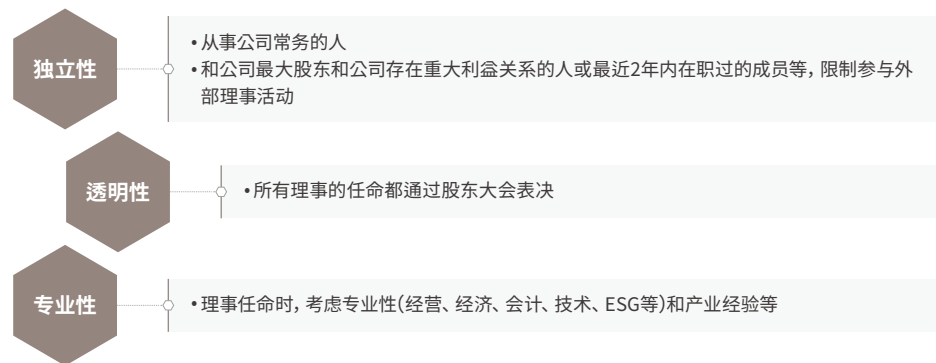 独立性
• 从事公司常务的人
• 和公司最大股东和公司存在重大利益关系的人或最近2年内在职过的成员等, 限制参与外
部理事活动
透明性
• 所有理事的任命都通过股东大会表决
专业性
• 理事任命时, 考虑专业性(经营、经济、会计、技术、ESG等)和产业经验等